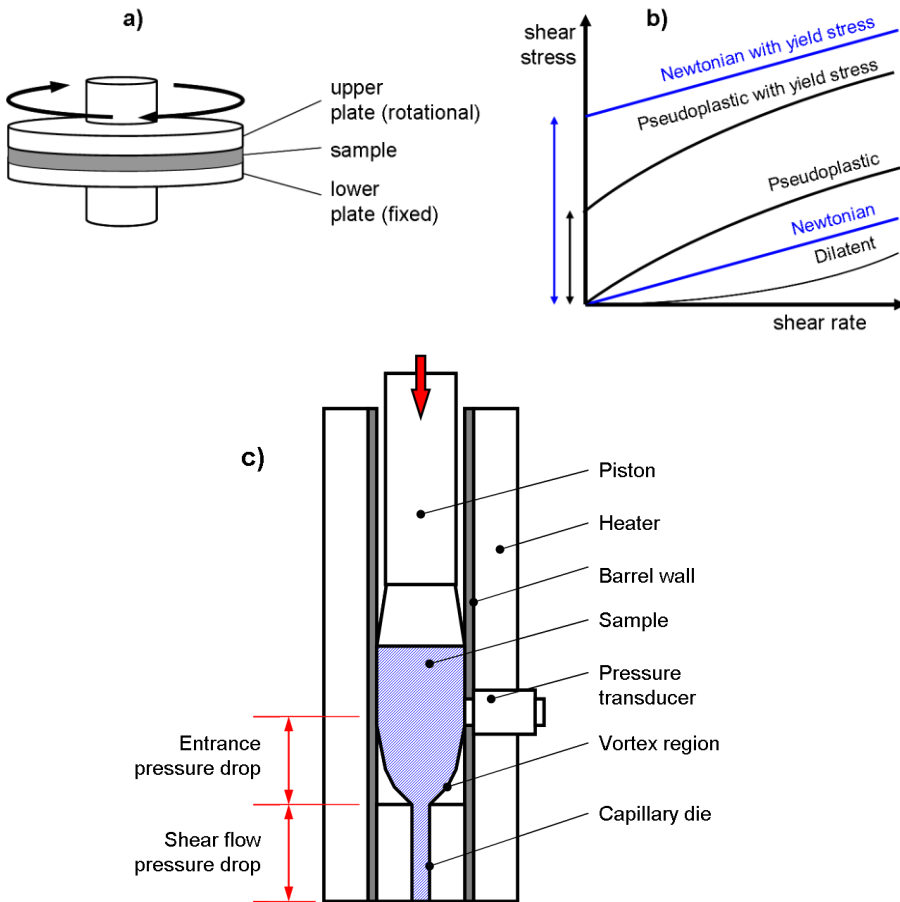 a)
upper
plate (rotational)
sample
lower
plate (fixed)
b)
shear
stress
Newtonian with yield stress
Pseudoplastic with yield stress
Pseudoplastic
Newtonian
Dilatent
shear rate
c)
Piston
Heater
Barrel wall
Sample
Pressure
transducer
Vortex region
Capillary die
Entrance
pressure drop
Shear flow
pressure drop